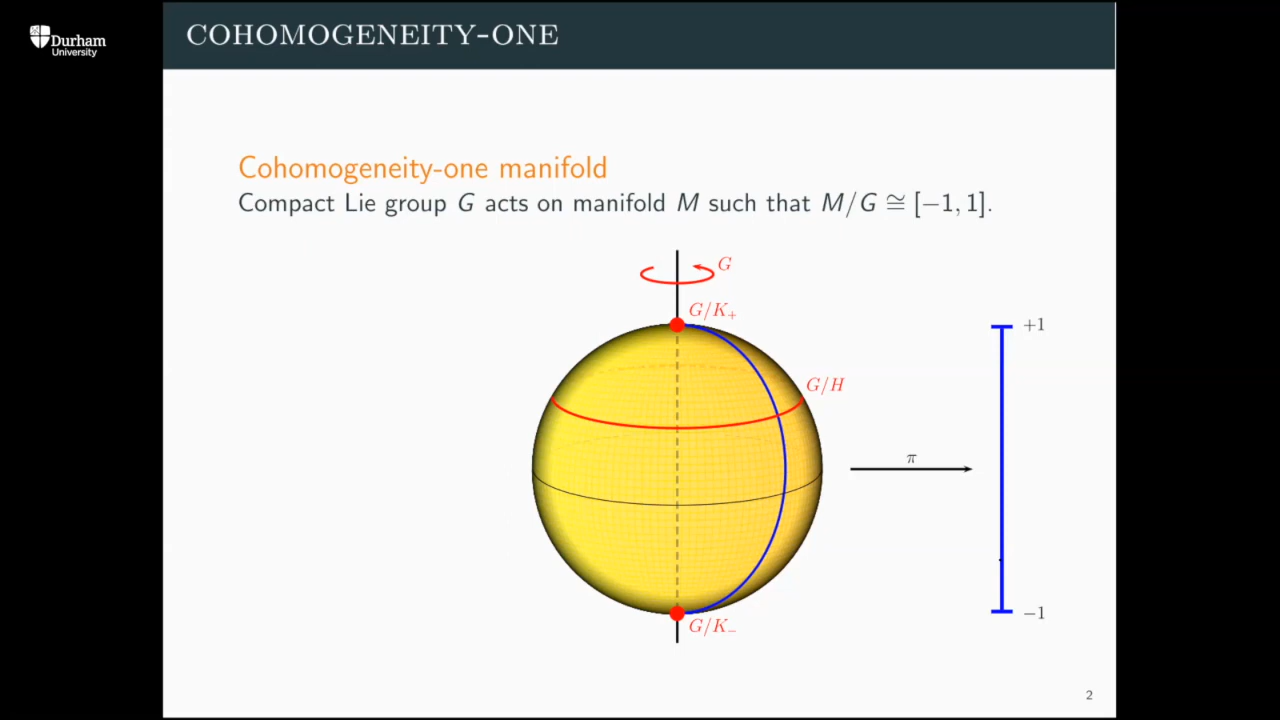 Durham
University
COHOMOGENEITY-ONE
Cohomogeneity-one manifold
Compact Lie group G acts on manifold M such that M/G ≅ [−1, 1].
G
G/K₊
+1
G/H
π
−1
G/K₋
2